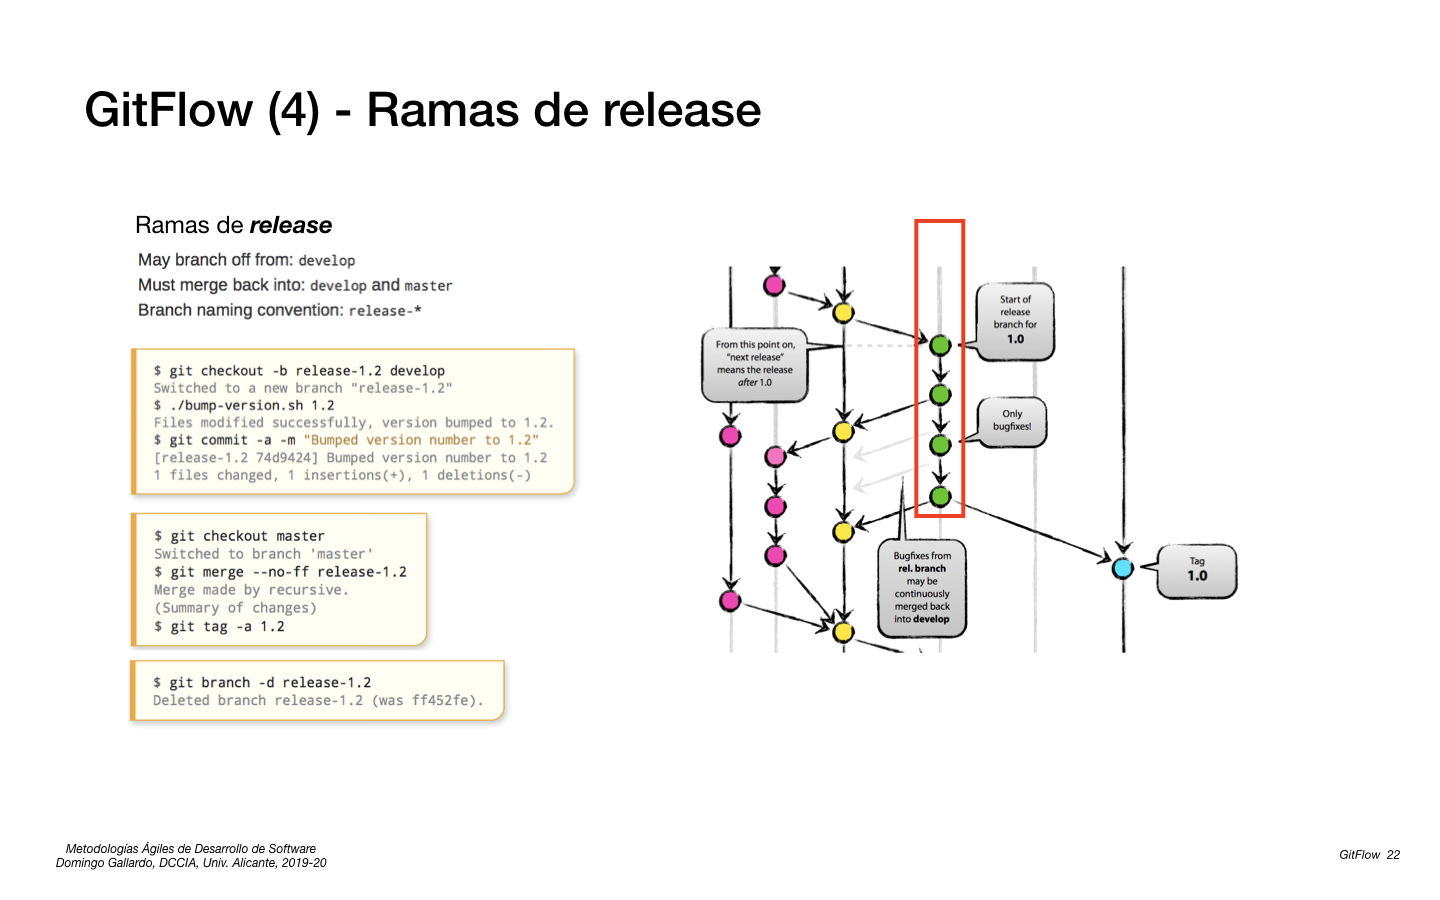 GitFlow (4) - Ramas de release
Ramas de release
May branch off from: develop
Must merge back into: develop and master
Branch naming convention: release-*
$ git checkout -b release-1.2 develop
Switched to a new branch "release-1.2"
$ ./bump-version.sh 1.2
Files modified successfully, version bumped to 1.2.
$ git commit -a -m "Bumped version number to 1.2"
[release-1.2 74d9424] Bumped version number to 1.2
1 files changed, 1 insertions(+), 1 deletions(-)
$ git checkout master
Switched to branch 'master'
$ git merge --no-ff release-1.2
Merge made by recursive.
(Summary of changes)
$ git tag -a 1.2
$ git branch -d release-1.2
Deleted branch release-1.2 (was ff452fe).
Start of
release
branch for
1.0
From this point on,
"next release"
means the release
after 1.0
Only
bugfixes!
Bugfixes from
rel. branch
may be
continuously
merged back
into develop
Tag
1.0
Metodologías Ágiles de Desarrollo de Software
Domingo Gallardo, DCCIA, Univ. Alicante, 2019-20
GitFlow 22